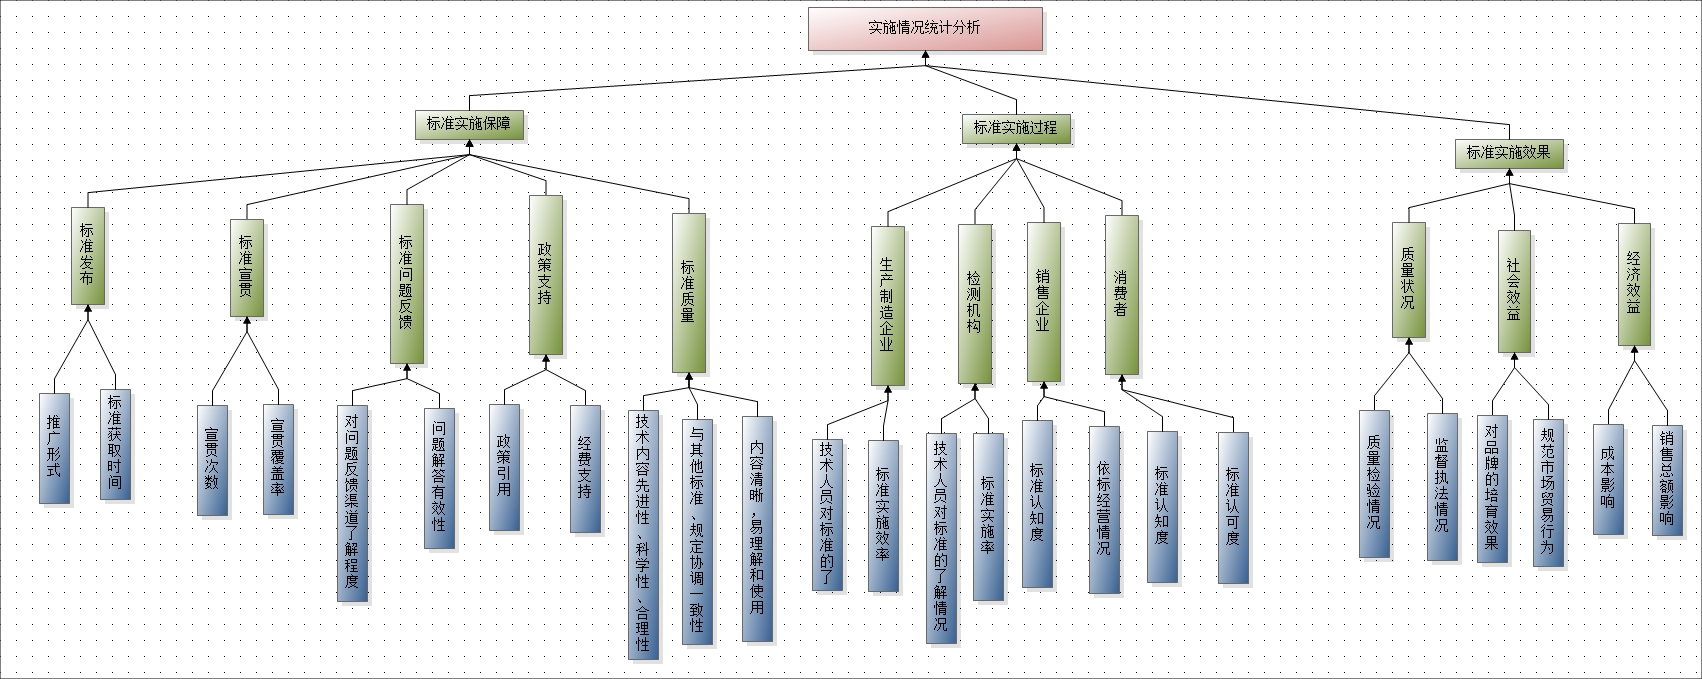 实施情况统计分析
标准实施保障
标准实施过程
标准实施效果
标准发布
标准宣贯
标准问题反馈
政策支持
标准质量
生产制造企业
检测机构
销售企业
消费者
质量状况
社会效益
经济效益
推广形式
标准获取时间
宣贯次数
宣贯覆盖率
对问题反馈渠道了解程度
问题解答有效性
政策引用
经费支持
技术内容先进性、科学性、合理性
与其他标准、规定协调一致性
内容清晰,易理解和使用
技术人员对标准的了
标准实施效率
技术人员对标准的了解情况
标准实施率
标准认知度
依标经营情况
标准认知度
标准认可度
质量检验情况
监督执法情况
对品牌的培育效果
规范市场贸易行为
成本影响
销售总额影响